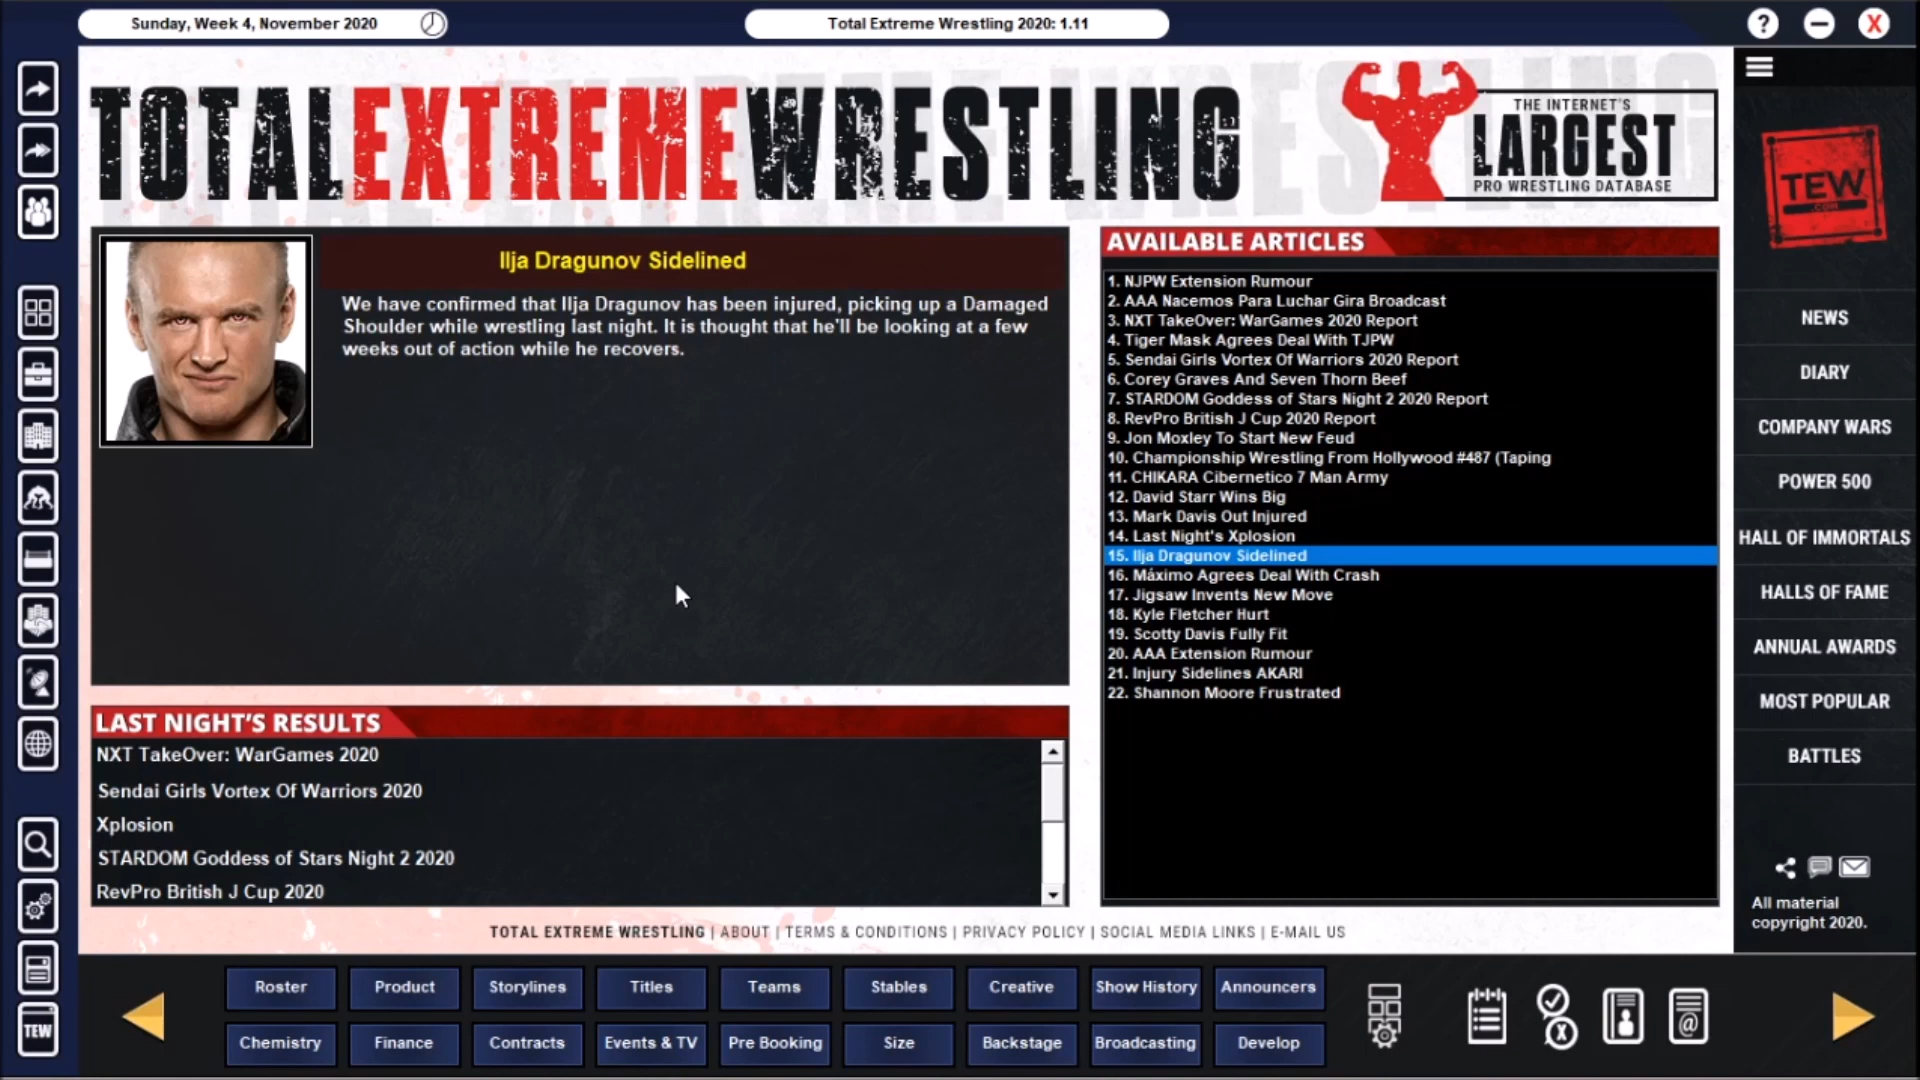 Sunday, Week 4, November 2020
Total Extreme Wrestling 2020: 1.11
?
X
TOTALEXTREMEWRESTLING
THE INTERNET'S
LARGEST
PRO WRESTLING DATABASE
TEW
.COM
Ilja Dragunov Sidelined
We have confirmed that Ilja Dragunov has been injured, picking up a Damaged
Shoulder while wrestling last night. It is thought that he'll be looking at a few
weeks out of action while he recovers.
AVAILABLE ARTICLES
1. NJPW Extension Rumour
2. AAA Nacemos Para Luchar Gira Broadcast
3. NXT TakeOver: WarGames 2020 Report
4. Tiger Mask Agrees Deal With TJPW
5. Sendai Girls Vortex Of Warriors 2020 Report
6. Corey Graves And Seven Thorn Beef
7. STARDOM Goddess of Stars Night 2 2020 Report
8. RevPro British J Cup 2020 Report
9. Jon Moxley To Start New Feud
10. Championship Wrestling From Hollywood #487 (Taping
11. CHIKARA Cibernetico 7 Man Army
12. David Starr Wins Big
13. Mark Davis Out Injured
14. Last Night's Xplosion
15. Ilja Dragunov Sidelined
16. Máximo Agrees Deal With Crash
17. Jigsaw Invents New Move
18. Kyle Fletcher Hurt
19. Scotty Davis Fully Fit
20. AAA Extension Rumour
21. Injury Sidelines AKARI
22. Shannon Moore Frustrated
NEWS
DIARY
COMPANY WARS
POWER 500
HALL OF IMMORTALS
HALLS OF FAME
ANNUAL AWARDS
MOST POPULAR
BATTLES
All material
copyright 2020.
LAST NIGHT'S RESULTS
NXT TakeOver: WarGames 2020
Sendai Girls Vortex Of Warriors 2020
Xplosion
STARDOM Goddess of Stars Night 2 2020
RevPro British J Cup 2020
TOTAL EXTREME WRESTLING | ABOUT | TERMS & CONDITIONS | PRIVACY POLICY | SOCIAL MEDIA LINKS | E-MAIL US
Roster
Product
Storylines
Titles
Teams
Stables
Creative
Show History
Announcers
Chemistry
Finance
Contracts
Events & TV
Pre Booking
Size
Backstage
Broadcasting
Develop
TEW